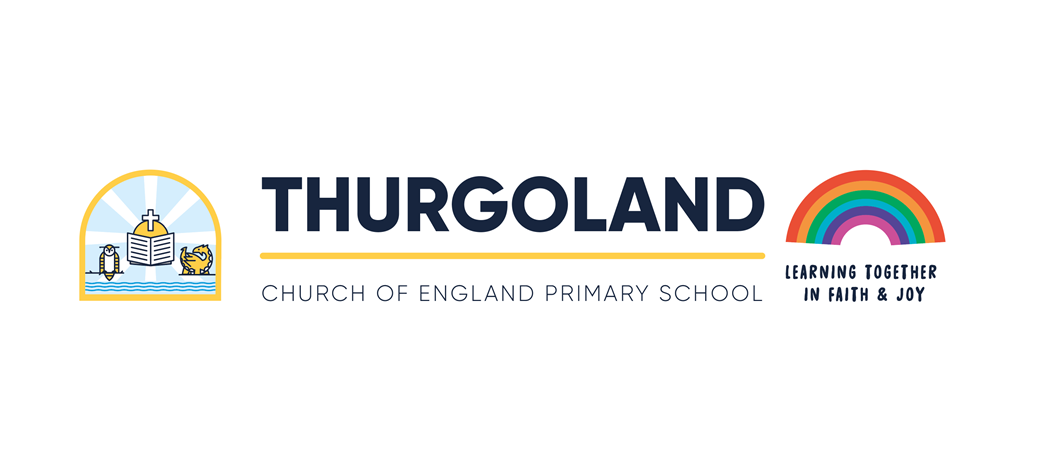 THURGOLAND
CHURCH OF ENGLAND PRIMARY SCHOOL
LEARNING TOGETHER
IN FAITH & JOY